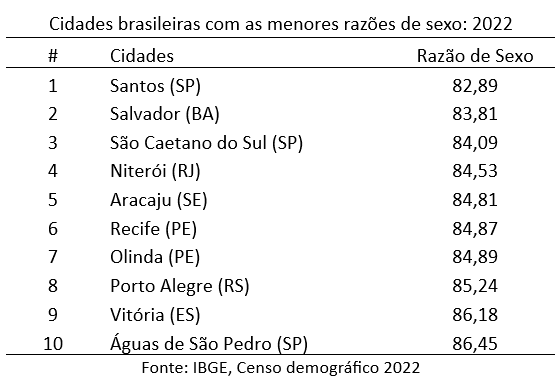 Cidades brasileiras com as menores razões de sexo: 2022
# Cidades Razão de Sexo
1 Santos (SP) 82,89
2 Salvador (BA) 83,81
3 São Caetano do Sul (SP) 84,09
4 Niterói (RJ) 84,53
5 Aracaju (SE) 84,81
6 Recife (PE) 84,87
7 Olinda (PE) 84,89
8 Porto Alegre (RS) 85,24
9 Vitória (ES) 86,18
10 Águas de São Pedro (SP) 86,45
Fonte: IBGE, Censo demográfico 2022